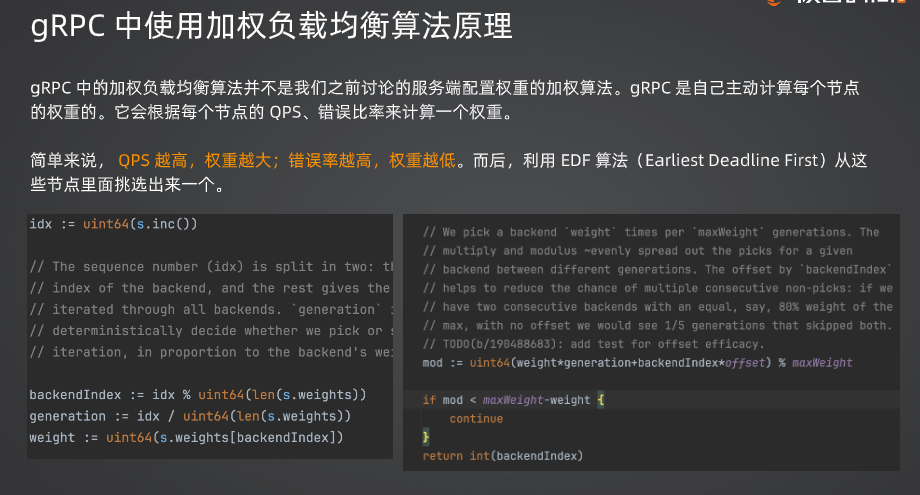 gRPC 中使用加权负载均衡算法原理
gRPC 中的加权负载均衡算法并不是我们之前讨论的服务端配置权重的加权算法。gRPC 是自己主动计算每个节点
的权重的。它会根据每个节点的 QPS、错误比率来计算一个权重。
简单来说， QPS 越高，权重越大；错误率越高，权重越低。而后，利用 EDF 算法（Earliest Deadline First）从这
些节点里面挑选出来一个。
idx := uint64(s.inc())
// The sequence number (idx) is split in two: th
// index of the backend, and the rest gives the
// iterated through all backends. `generation`
// deterministically decide whether we pick or s
// iteration, in proportion to the backend's wei
backendIndex := idx % uint64(len(s.weights))
generation := idx / uint64(len(s.weights))
weight := uint64(s.weights[backendIndex])
// We pick a backend `weight` times per `maxWeight` generations. The
// multiply and modulus ~evenly spread out the picks for a given
// backend between different generations. The offset by `backendIndex`
// helps to reduce the chance of multiple consecutive non-picks: if we
// have two consecutive backends with an equal, say, 80% weight of the
// max, with no offset we would see 1/5 generations that skipped both.
// TODO(b/190488683): add test for offset efficacy.
mod := uint64(weight*generation+backendIndex*offset) % maxWeight
if mod < maxWeight-weight {
continue
}
return int(backendIndex)